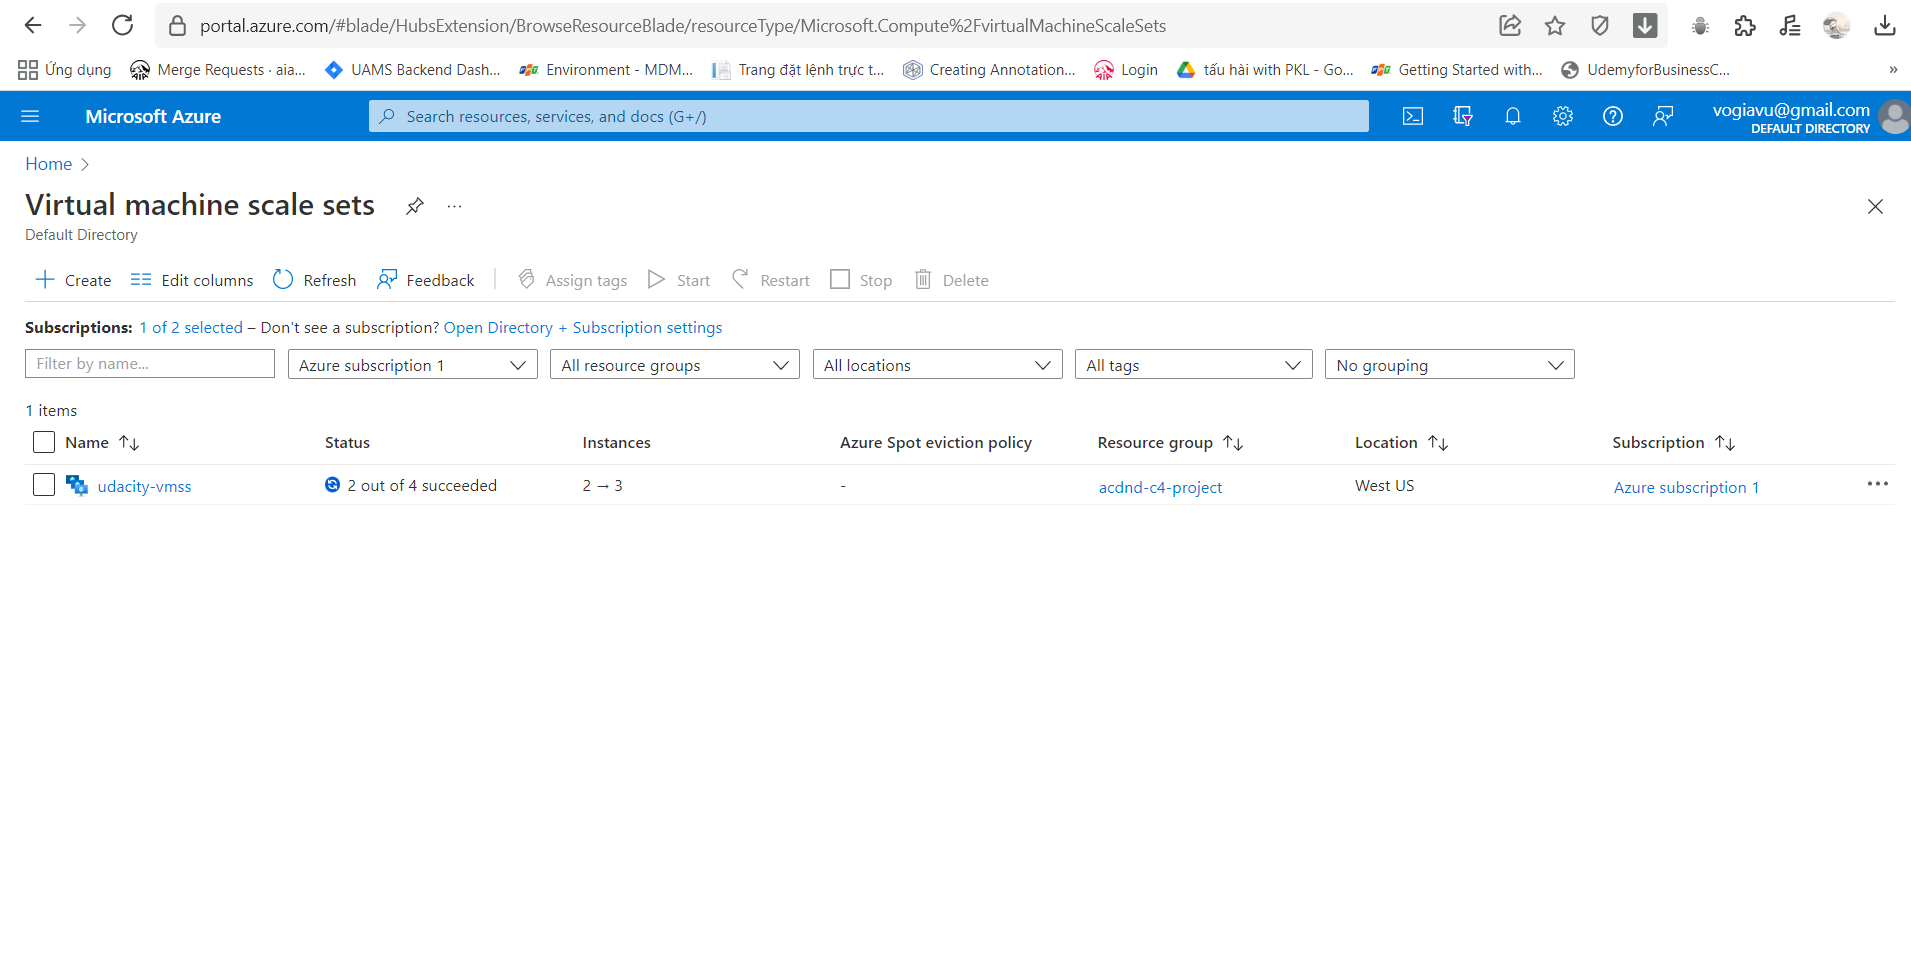 portal.azure.com/#blade/HubsExtension/BrowseResourceBlade/resourceType/Microsoft.Compute%2FvirtualMachineScaleSets
Ứng dụng Merge Requests · aia... UAMS Backend Dash... Environment - MDM... Trang đặt lệnh trực t... Creating Annotation... Login tấu hài with PKL - Go... Getting Started with... UdemyforBusinessC... »
Microsoft Azure Search resources, services, and docs (G+/) vogiavu@gmail.com
DEFAULT DIRECTORY
Home
Virtual machine scale sets ...
Default Directory
Create Edit columns Refresh Feedback Assign tags Start Restart Stop Delete
Subscriptions: 1 of 2 selected – Don't see a subscription? Open Directory + Subscription settings
Filter by name... Azure subscription 1 All resource groups All locations All tags No grouping
1 items
Name ↑↓ Status Instances Azure Spot eviction policy Resource group ↑↓ Location ↑↓ Subscription ↑↓
udacity-vmss 2 out of 4 succeeded 2 → 3 - acdnd-c4-project West US Azure subscription 1 ...